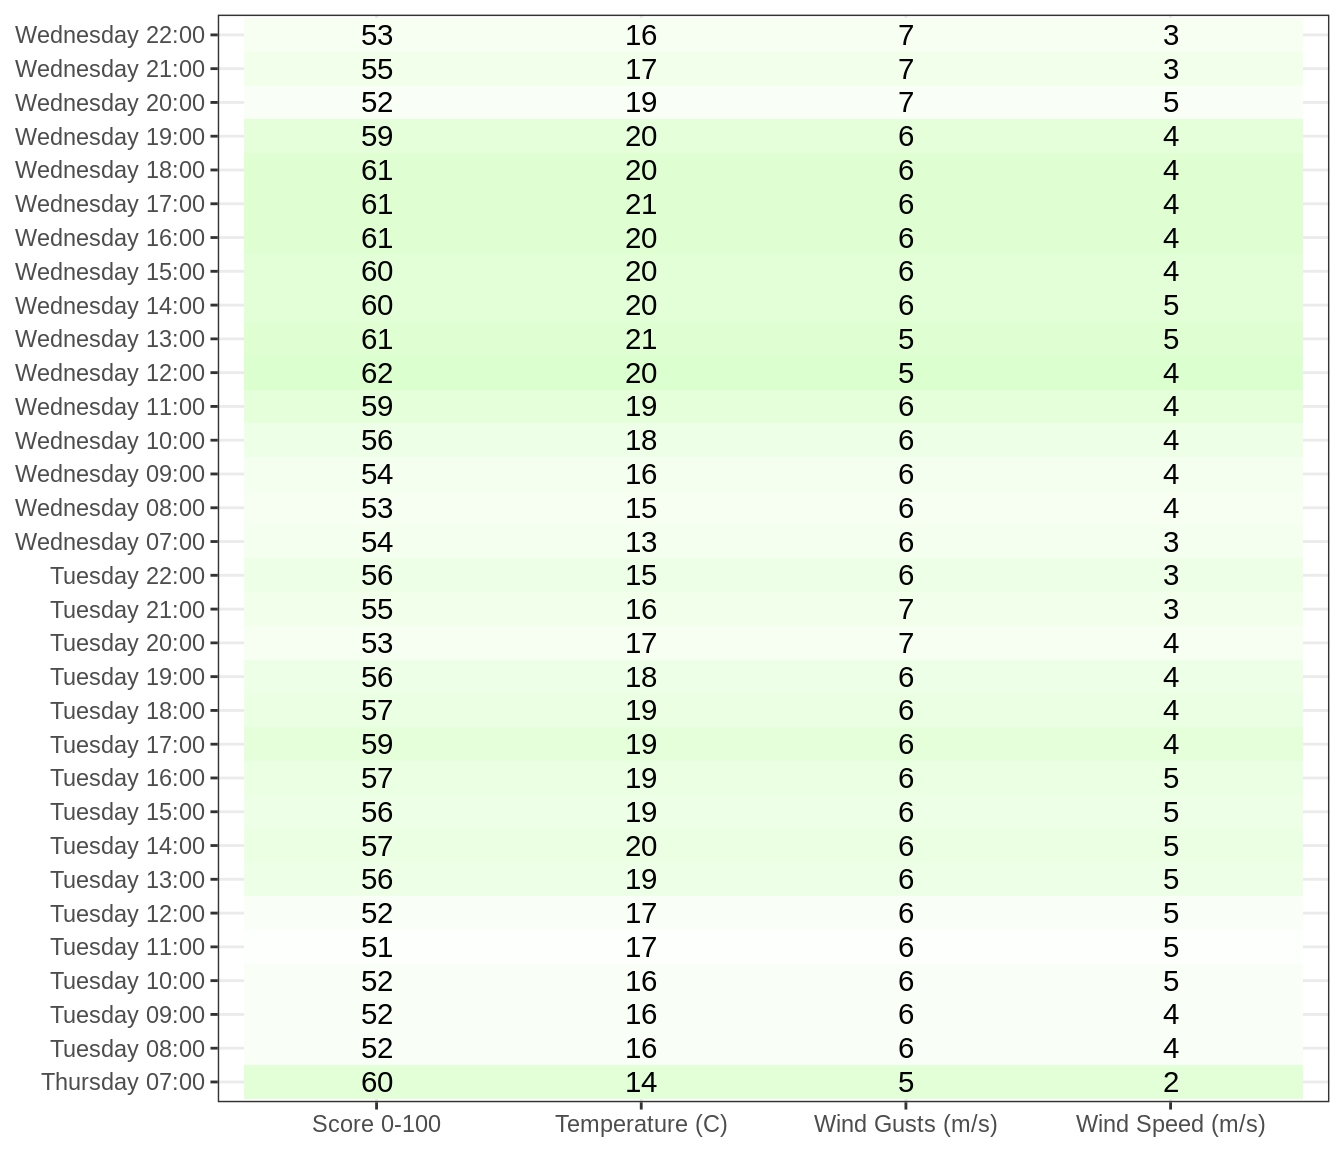 Wednesday 22:00 53 16 7 3
Wednesday 21:00 55 17 7 3
Wednesday 20:00 52 19 7 5
Wednesday 19:00 59 20 6 4
Wednesday 18:00 61 20 6 4
Wednesday 17:00 61 21 6 4
Wednesday 16:00 61 20 6 4
Wednesday 15:00 60 20 6 4
Wednesday 14:00 60 20 6 5
Wednesday 13:00 61 21 5 5
Wednesday 12:00 62 20 5 4
Wednesday 11:00 59 19 6 4
Wednesday 10:00 56 18 6 4
Wednesday 09:00 54 16 6 4
Wednesday 08:00 53 15 6 4
Wednesday 07:00 54 13 6 3
Tuesday 22:00 56 15 6 3
Tuesday 21:00 55 16 7 3
Tuesday 20:00 53 17 7 4
Tuesday 19:00 56 18 6 4
Tuesday 18:00 57 19 6 4
Tuesday 17:00 59 19 6 4
Tuesday 16:00 57 19 6 5
Tuesday 15:00 56 19 6 5
Tuesday 14:00 57 20 6 5
Tuesday 13:00 56 19 6 5
Tuesday 12:00 52 17 6 5
Tuesday 11:00 51 17 6 5
Tuesday 10:00 52 16 6 5
Tuesday 09:00 52 16 6 4
Tuesday 08:00 52 16 6 4
Thursday 07:00 60 14 5 2
Score 0-100 Temperature (C) Wind Gusts (m/s) Wind Speed (m/s)